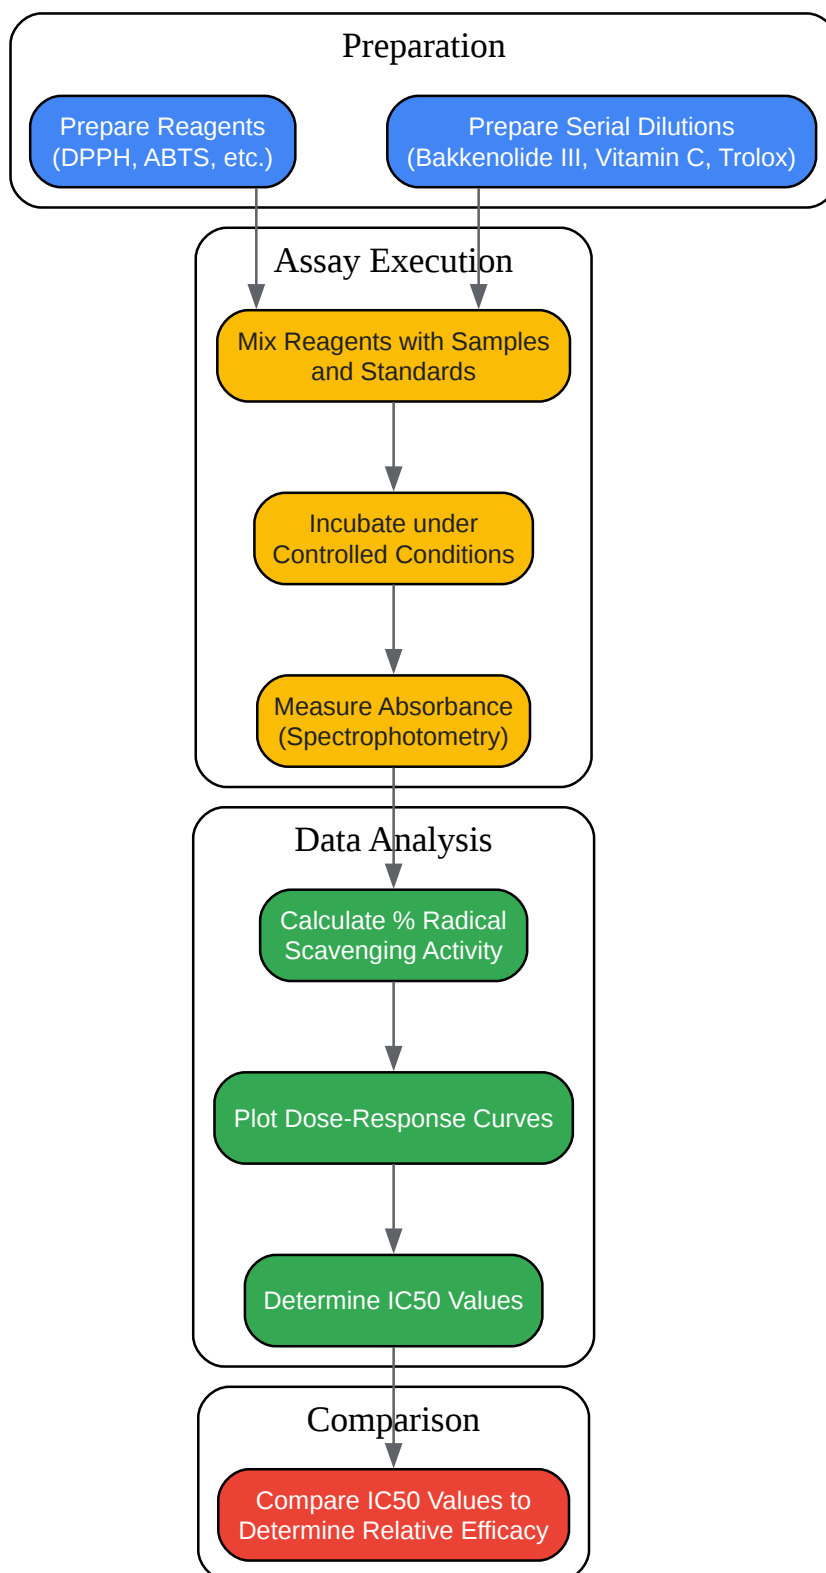 Preparation
Prepare Reagents
(DPPH, ABTS, etc.)
Prepare Serial Dilutions
(Bakkenolide III, Vitamin C, Trolox)
Assay Execution
Mix Reagents with Samples
and Standards
Incubate under
Controlled Conditions
Measure Absorbance
(Spectrophotometry)
Data Analysis
Calculate % Radical
Scavenging Activity
Plot Dose-Response Curves
Determine IC50 Values
Comparison
Compare IC50 Values to
Determine Relative Efficacy